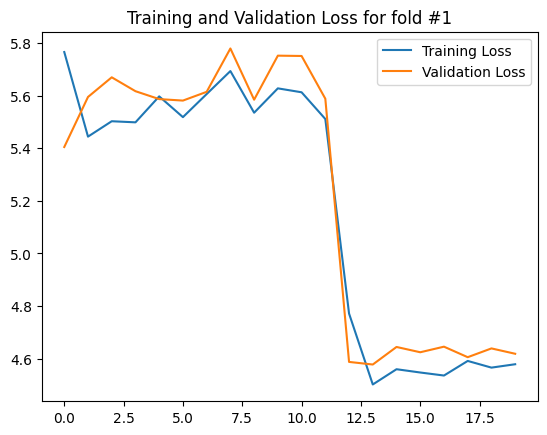 Training and Validation Loss for fold #1
Training Loss
Validation Loss
5.8
5.6
5.4
5.2
5.0
4.8
4.6
0.0 2.5 5.0 7.5 10.0 12.5 15.0 17.5